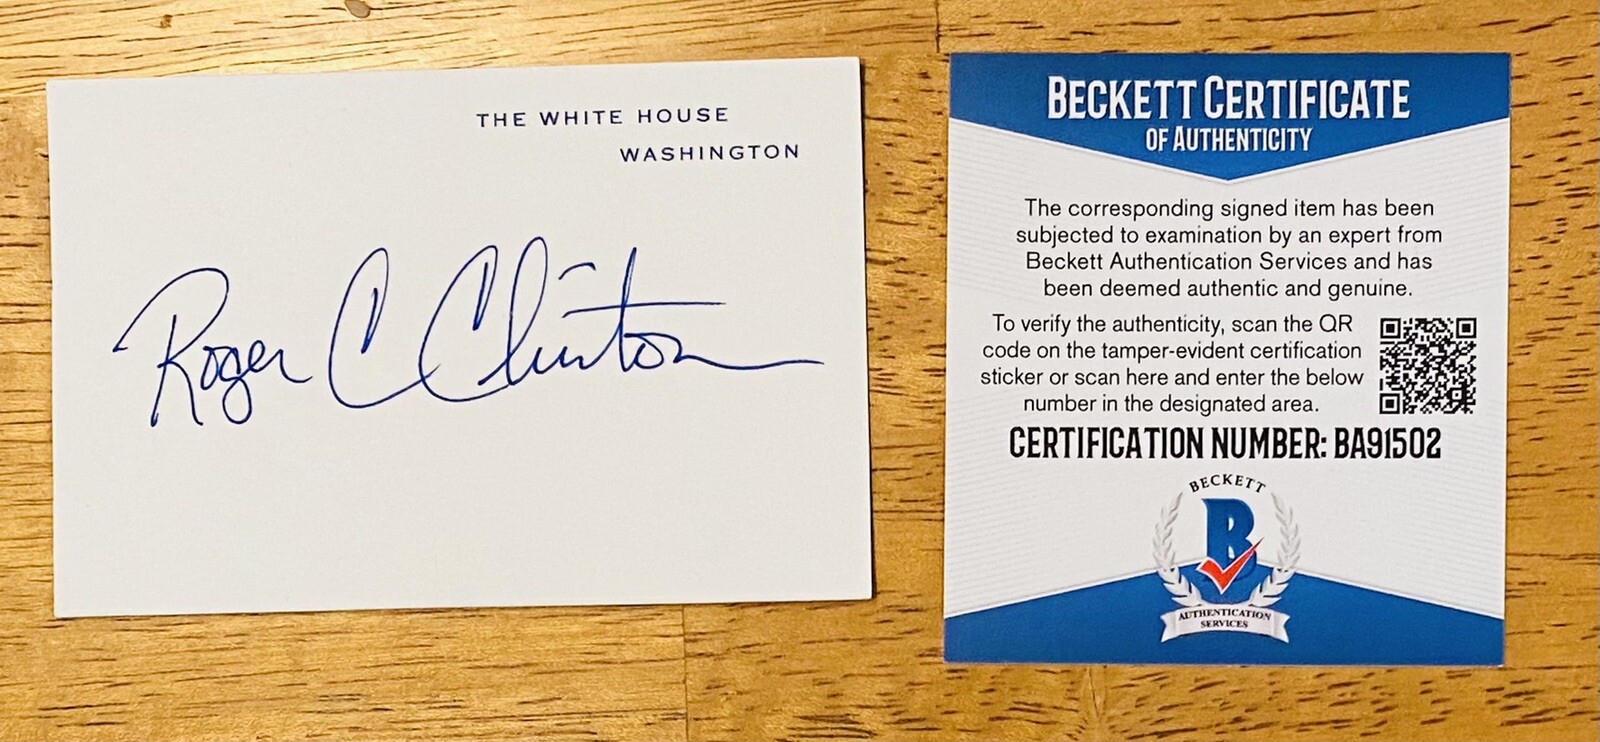 THE WHITE HOUSE
WASHINGTON
Roger C Clinton
BECKETT CERTIFICATE
OF AUTHENTICITY
The corresponding signed item has been
subjected to examination by an expert from
Beckett Authentication Services and has
been deemed authentic and genuine.
To verify the authenticity, scan the QR
code on the tamper-evident certification
sticker or scan here and enter the below
number in the designated area.
CERTIFICATION NUMBER: BA91502
BECKETT
B
AUTHENTICATION
SERVICES